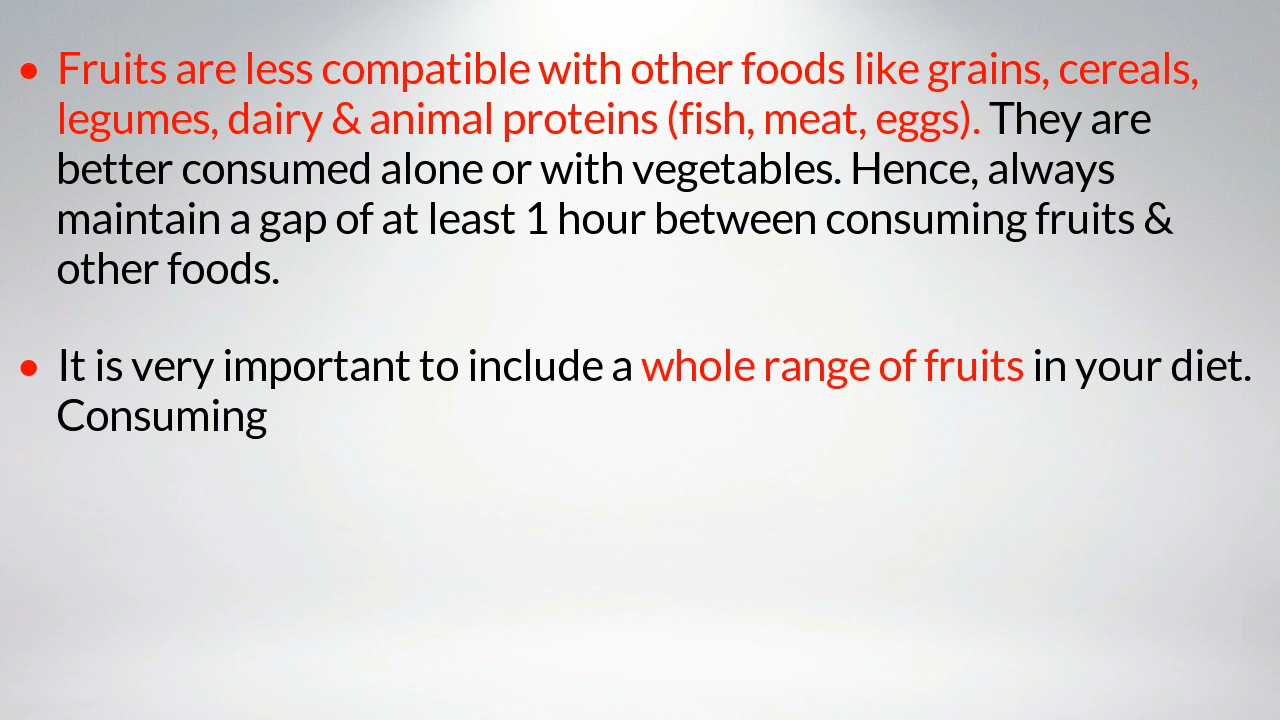 • Fruits are less compatible with other foods like grains, cereals,
legumes, dairy & animal proteins (fish, meat, eggs). They are
better consumed alone or with vegetables. Hence, always
maintain a gap of at least 1 hour between consuming fruits &
other foods.
• It is very important to include a whole range of fruits in your diet.
Consuming